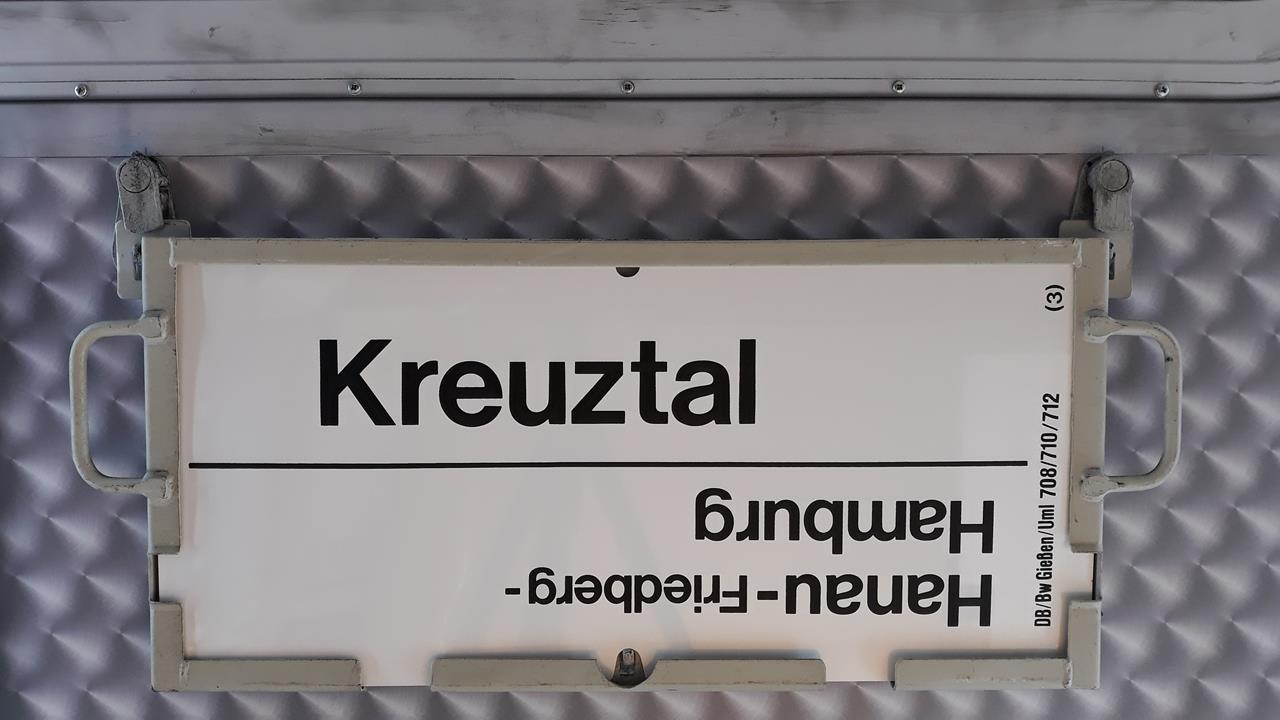 Kreuztal
Hanau-Friedberg-
Hamburg
DB/Bw Gießen/Uml 708/710/712
(3)